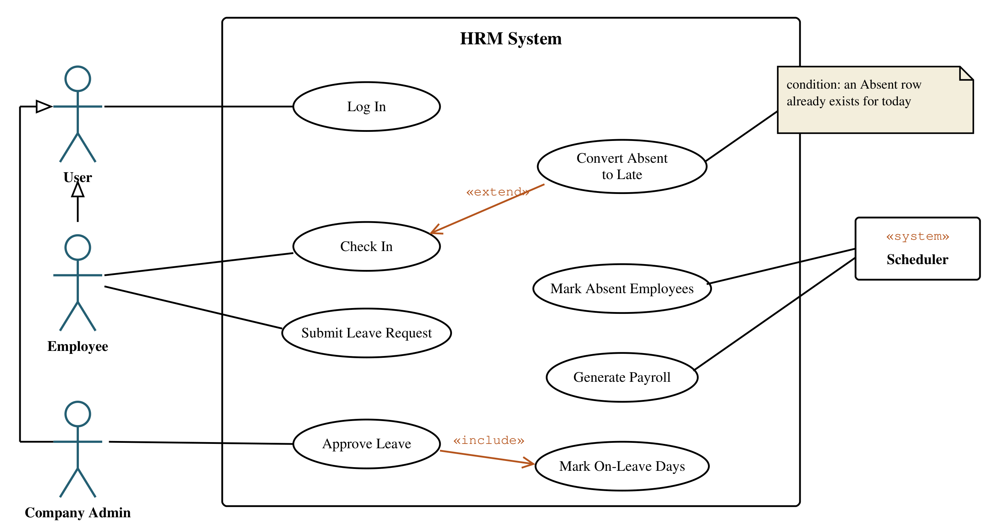 HRM System
User
Log In
condition: an Absent row
already exists for today
Convert Absent
to Late
«extend»
Employee
Check In
Submit Leave Request
«system»
Scheduler
Mark Absent Employees
Generate Payroll
Company Admin
Approve Leave
«include»
Mark On-Leave Days